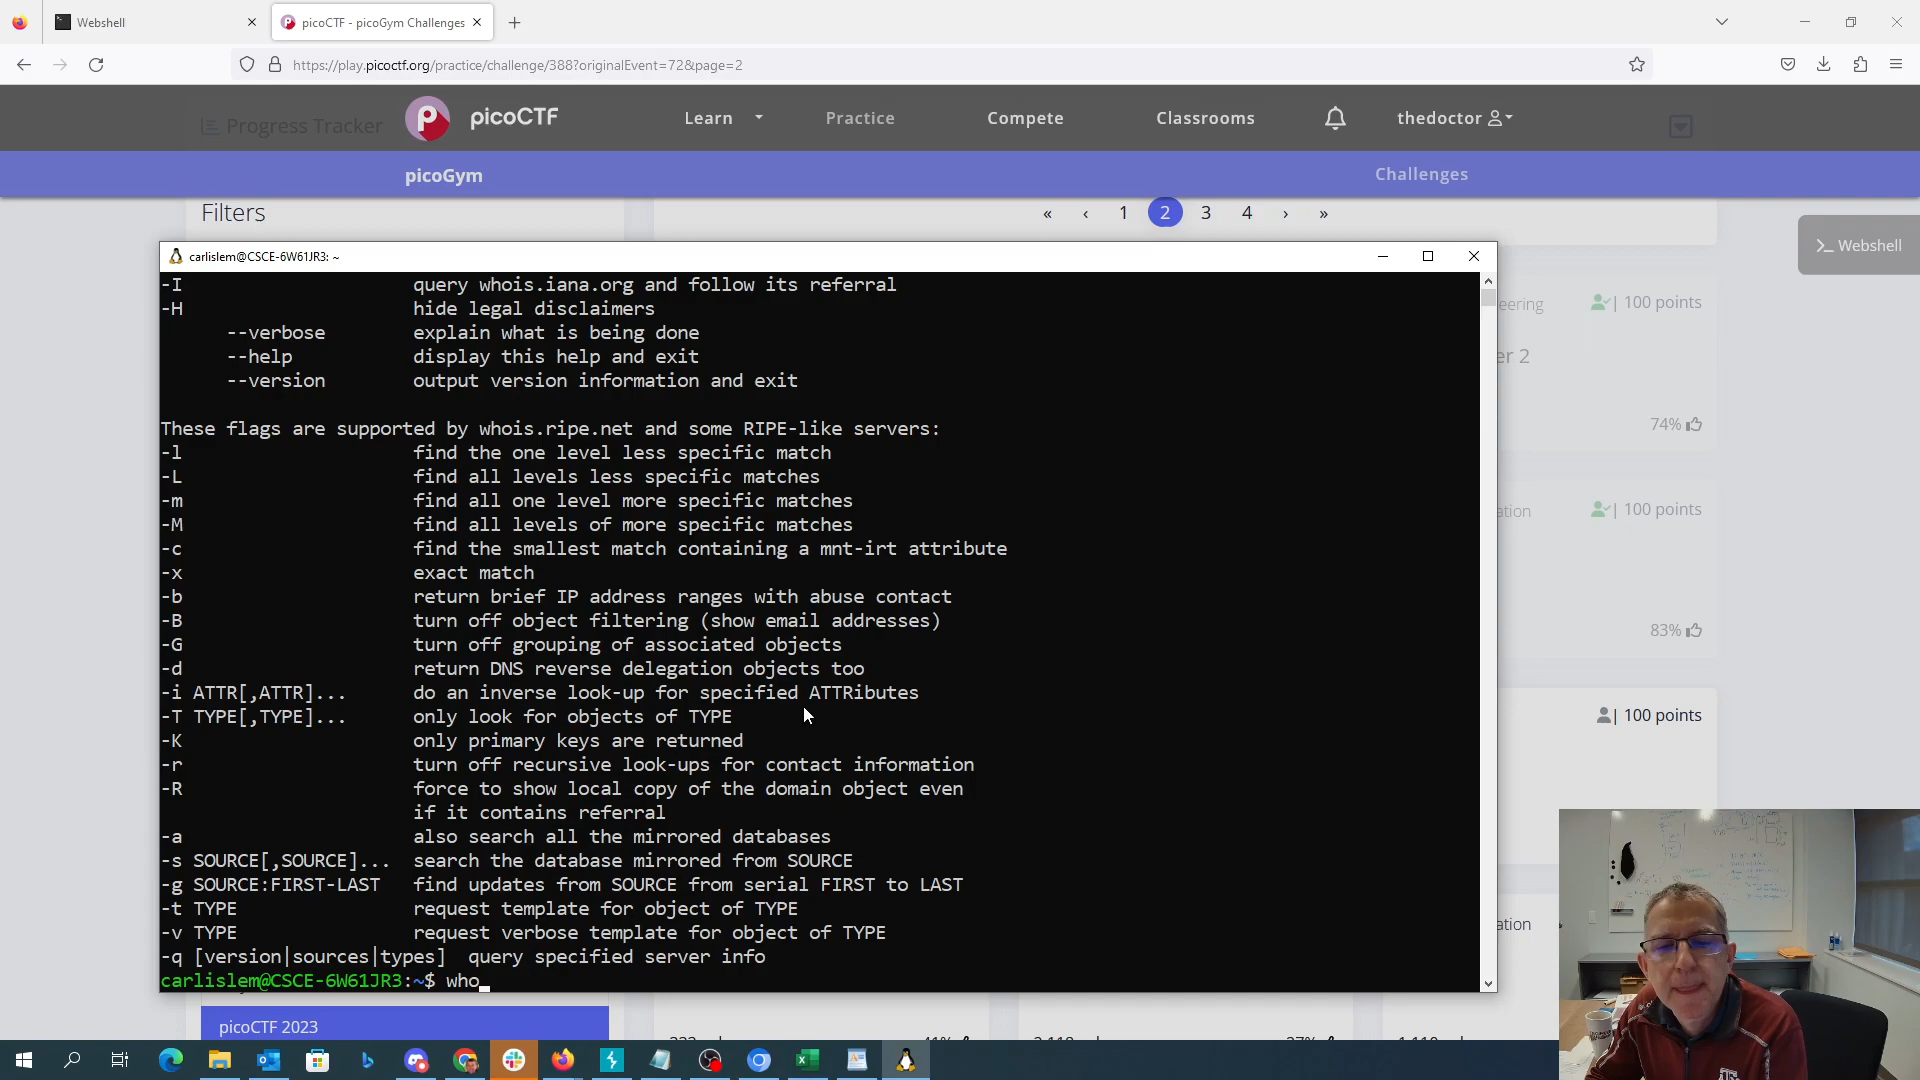 Webshell
picoCTF - picoGym Challenges
https://play.picoctf.org/practice/challenge/388?originalEvent=72&page=2
Progress Tracker
picoCTF
Learn
Practice
Compete
Classrooms
thedoctor
picoGym
Challenges
Filters
« ‹ 1 2 3 4 › »
>_ Webshell
carlislem@CSCE-6W61JR3: ~
-I query whois.iana.org and follow its referral
-H hide legal disclaimers
--verbose explain what is being done
--help display this help and exit
--version output version information and exit
These flags are supported by whois.ripe.net and some RIPE-like servers:
-l find the one level less specific match
-L find all levels less specific matches
-m find all one level more specific matches
-M find all levels of more specific matches
-c find the smallest match containing a mnt-irt attribute
-x exact match
-b return brief IP address ranges with abuse contact
-B turn off object filtering (show email addresses)
-G turn off grouping of associated objects
-d return DNS reverse delegation objects too
-i ATTR[,ATTR]... do an inverse look-up for specified ATTRibutes
-T TYPE[,TYPE]... only look for objects of TYPE
-K only primary keys are returned
-r turn off recursive look-ups for contact information
-R force to show local copy of the domain object even
if it contains referral
-a also search all the mirrored databases
-s SOURCE[,SOURCE]... search the database mirrored from SOURCE
-g SOURCE:FIRST-LAST find updates from SOURCE from serial FIRST to LAST
-t TYPE request template for object of TYPE
-v TYPE request verbose template for object of TYPE
-q [version|sources|types] query specified server info
carlislem@CSCE-6W61JR3:~$ who_
eering
| 100 points
er 2
74%
ation
| 100 points
83%
| 100 points
ation
picoCTF 2023